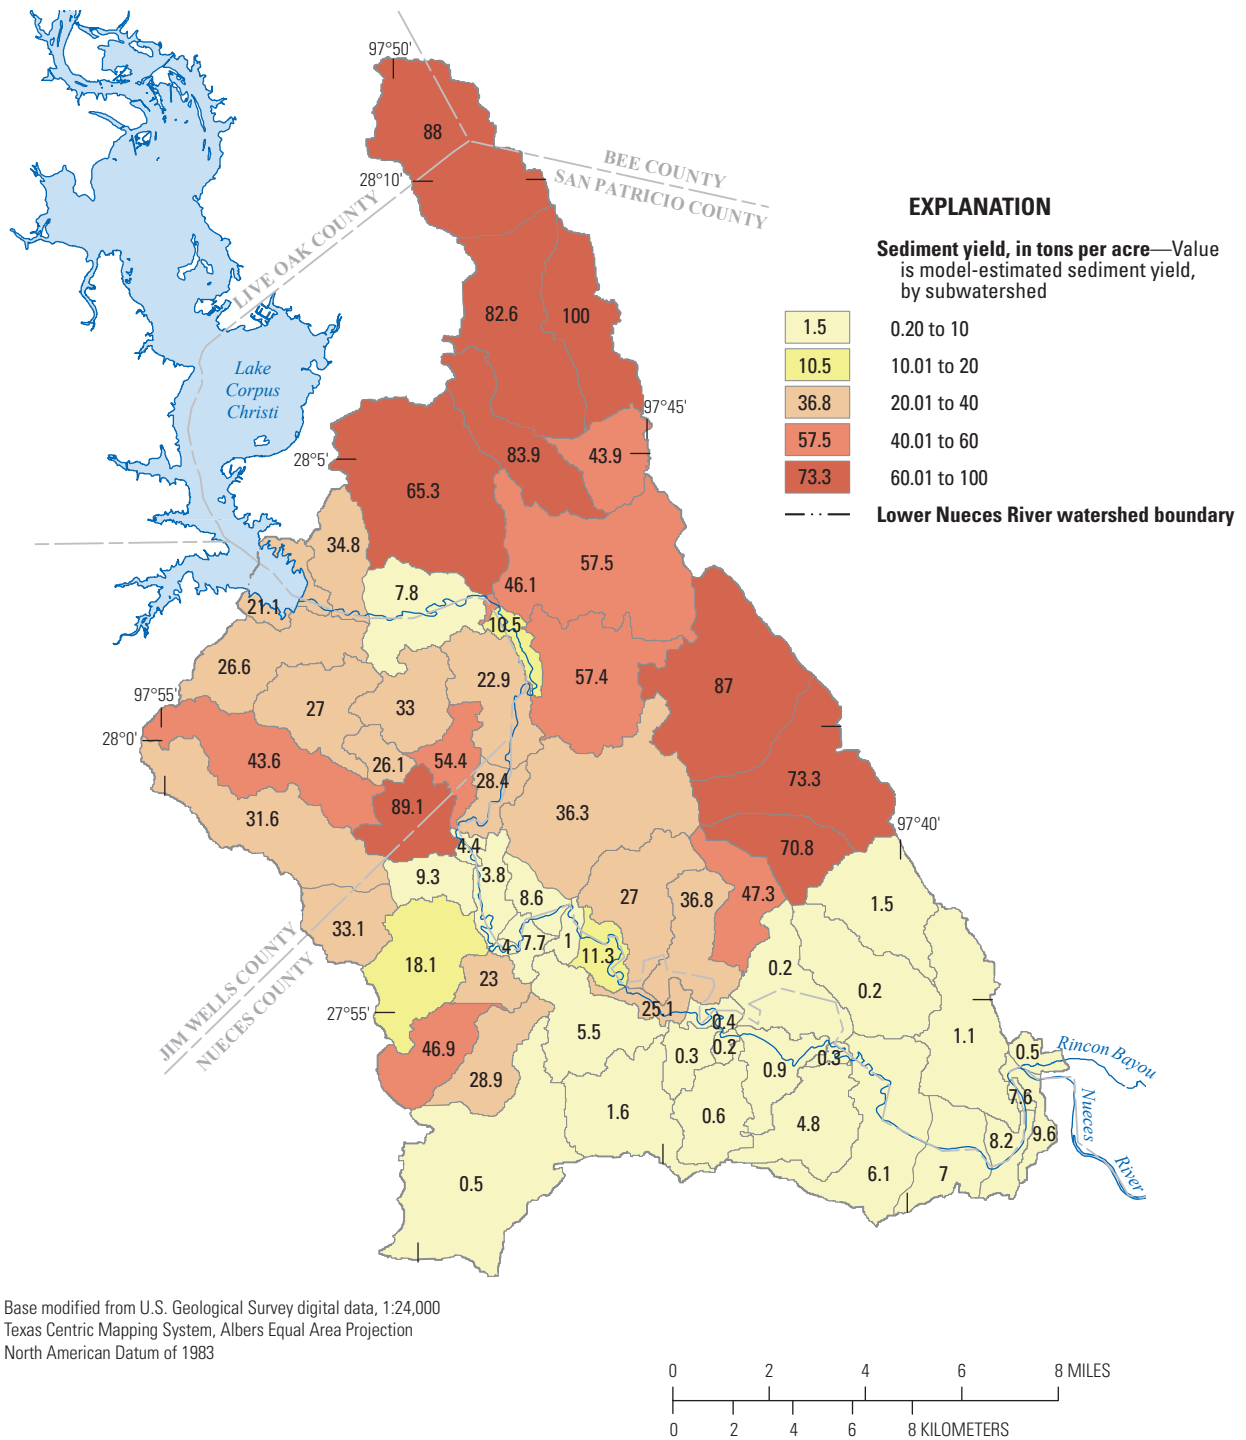 97°50'
88
BEE COUNTY
SAN PATRICIO COUNTY
28°10'
LIVE OAK COUNTY
EXPLANATION
Sediment yield, in tons per acre—Value
is model-estimated sediment yield,
by subwatershed
1.5 0.20 to 10
10.5 10.01 to 20
36.8 20.01 to 40
57.5 40.01 to 60
73.3 60.01 to 100
Lower Nueces River watershed boundary
82.6
100
Lake
Corpus
Christi
97°45'
28°5'
83.9
43.9
65.3
34.8
57.5
46.1
7.8
21.1
10.5
26.6
22.9
57.4
87
97°55'
27
33
28°0'
43.6
26.1
54.4
28.4
73.3
89.1
36.3
31.6
97°40'
4.4
70.8
9.3
3.8
8.6
27
36.8
47.3
1.5
33.1
4
7.7
1
11.3
18.1
23
0.2
0.2
JIM WELLS COUNTY
NUECES COUNTY
27°55'
25.1
0.4
5.5
1.1
46.9
0.3
0.2
0.9
0.3
0.5
Rincon Bayou
28.9
7.6
Nueces
River
1.6
0.6
4.8
8.2
9.6
0.5
6.1
7
Base modified from U.S. Geological Survey digital data, 1:24,000
Texas Centric Mapping System, Albers Equal Area Projection
North American Datum of 1983
0 2 4 6 8 MILES
0 2 4 6 8 KILOMETERS